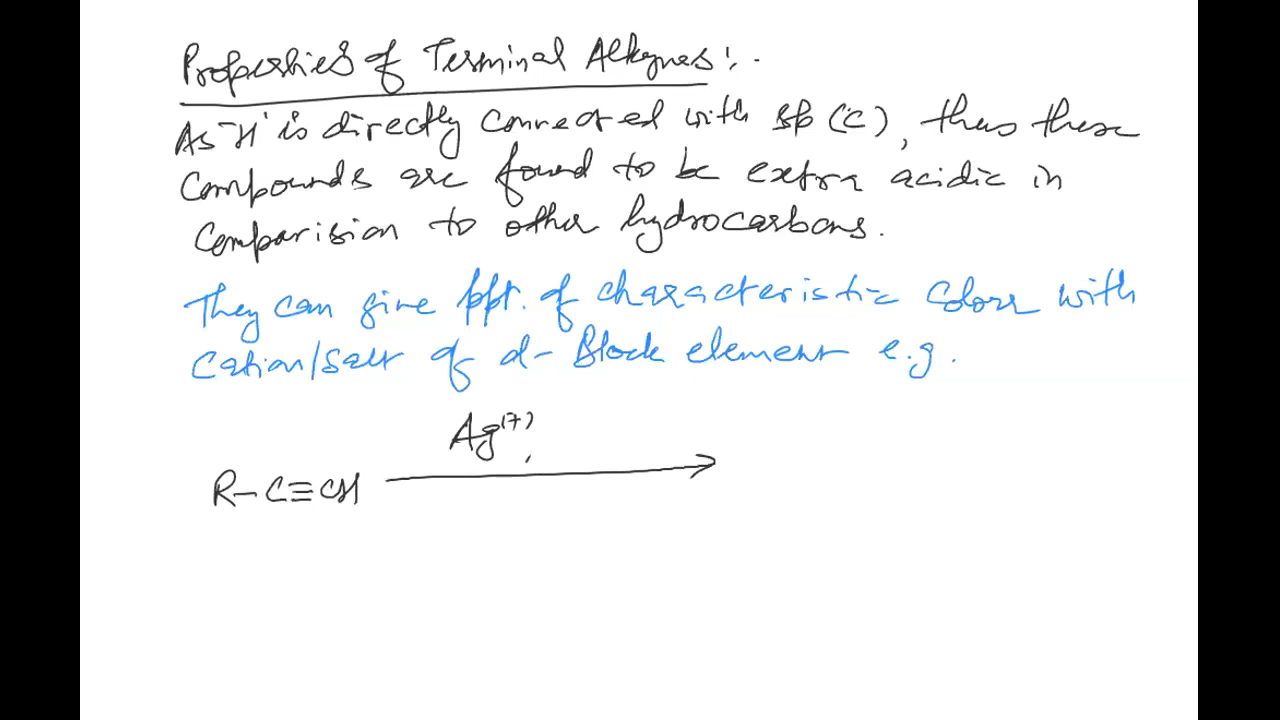 Properties of Terminal Alkynes :-
As -H is directly connected with sp (C), thus these
compounds are found to be extra acidic in
comparision to other hydrocarbons.
They can give ppt. of characteristic color with
cation/salt of d-Block element e.g.
Ag(+)
R-C≡CH